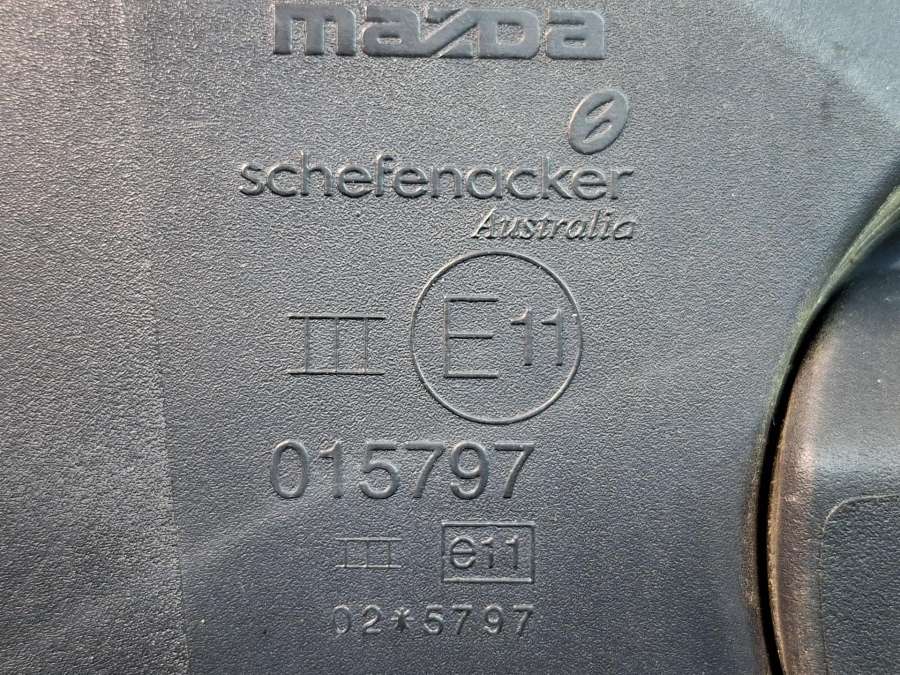 mazda
schefenacker
Australia
III E11
015797
III e11
02*5797